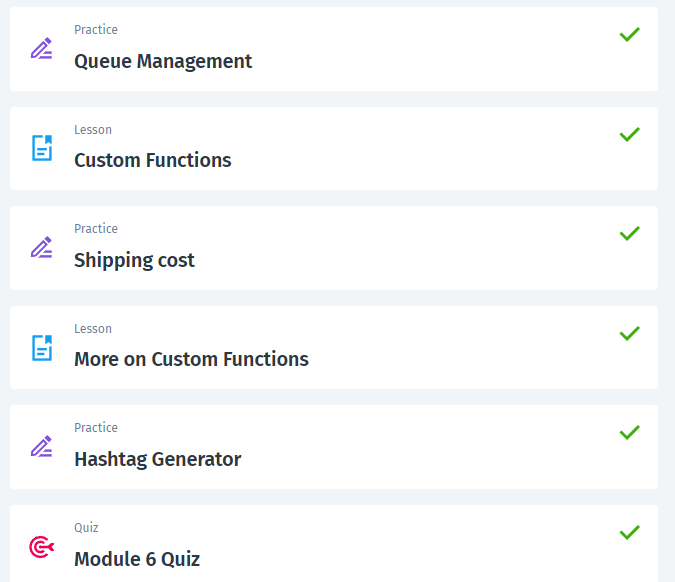 Practice
Queue Management
Lesson
Custom Functions
Practice
Shipping cost
Lesson
More on Custom Functions
Practice
Hashtag Generator
Quiz
Module 6 Quiz